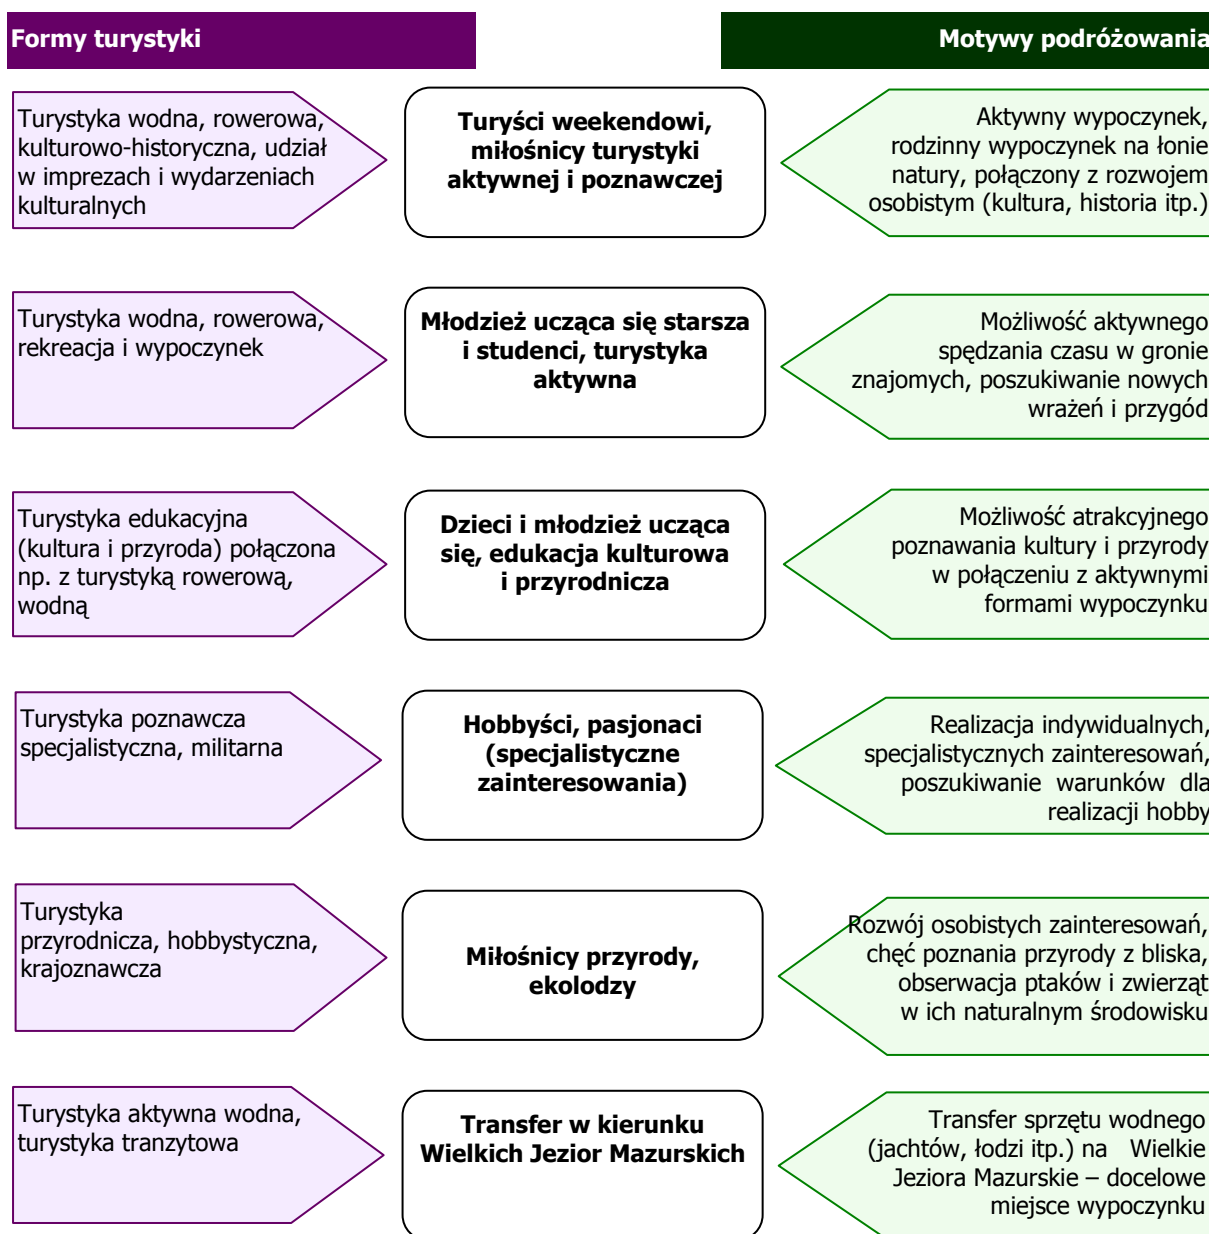 Formy turystyki
Motywy podróżowania
Turystyka wodna, rowerowa,
kulturowo-historyczna, udział
w imprezach i wydarzeniach
kulturalnych
Turyści weekendowi,
miłośnicy turystyki
aktywnej i poznawczej
Aktywny wypoczynek,
rodzinny wypoczynek na łonie
natury, połączony z rozwojem
osobistym (kultura, historia itp.)
Turystyka wodna, rowerowa,
rekreacja i wypoczynek
Młodzież ucząca się starsza
i studenci, turystyka
aktywna
Możliwość aktywnego
spędzania czasu w gronie
znajomych, poszukiwanie nowych
wrażeń i przygód
Turystyka edukacyjna
(kultura i przyroda) połączona
np. z turystyką rowerową,
wodną
Dzieci i młodzież ucząca
się, edukacja kulturowa
i przyrodnicza
Możliwość atrakcyjnego
poznawania kultury i przyrody
w połączeniu z aktywnymi
formami wypoczynku
Turystyka poznawcza
specjalistyczna, militarna
Hobbyści, pasjonaci
(specjalistyczne
zainteresowania)
Realizacja indywidualnych,
specjalistycznych zainteresowań,
poszukiwanie warunków dla
realizacji hobby
Turystyka
przyrodnicza, hobbystyczna,
krajoznawcza
Miłośnicy przyrody,
ekolodzy
Rozwój osobistych zainteresowań,
chęć poznania przyrody z bliska,
obserwacja ptaków i zwierząt
w ich naturalnym środowisku
Turystyka aktywna wodna,
turystyka tranzytowa
Transfer w kierunku
Wielkich Jezior Mazurskich
Transfer sprzętu wodnego
(jachtów, łodzi itp.) na Wielkie
Jeziora Mazurskie – docelowe
miejsce wypoczynku